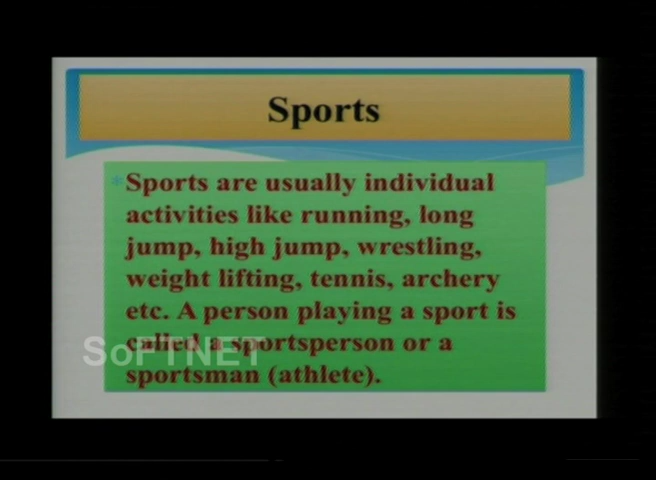 Sports
* Sports are usually individual
activities like running, long
jump, high jump, wrestling,
weight lifting, tennis, archery
etc. A person playing a sport is
called a sportsperson or a
sportsman (athlete).
SoFTNET